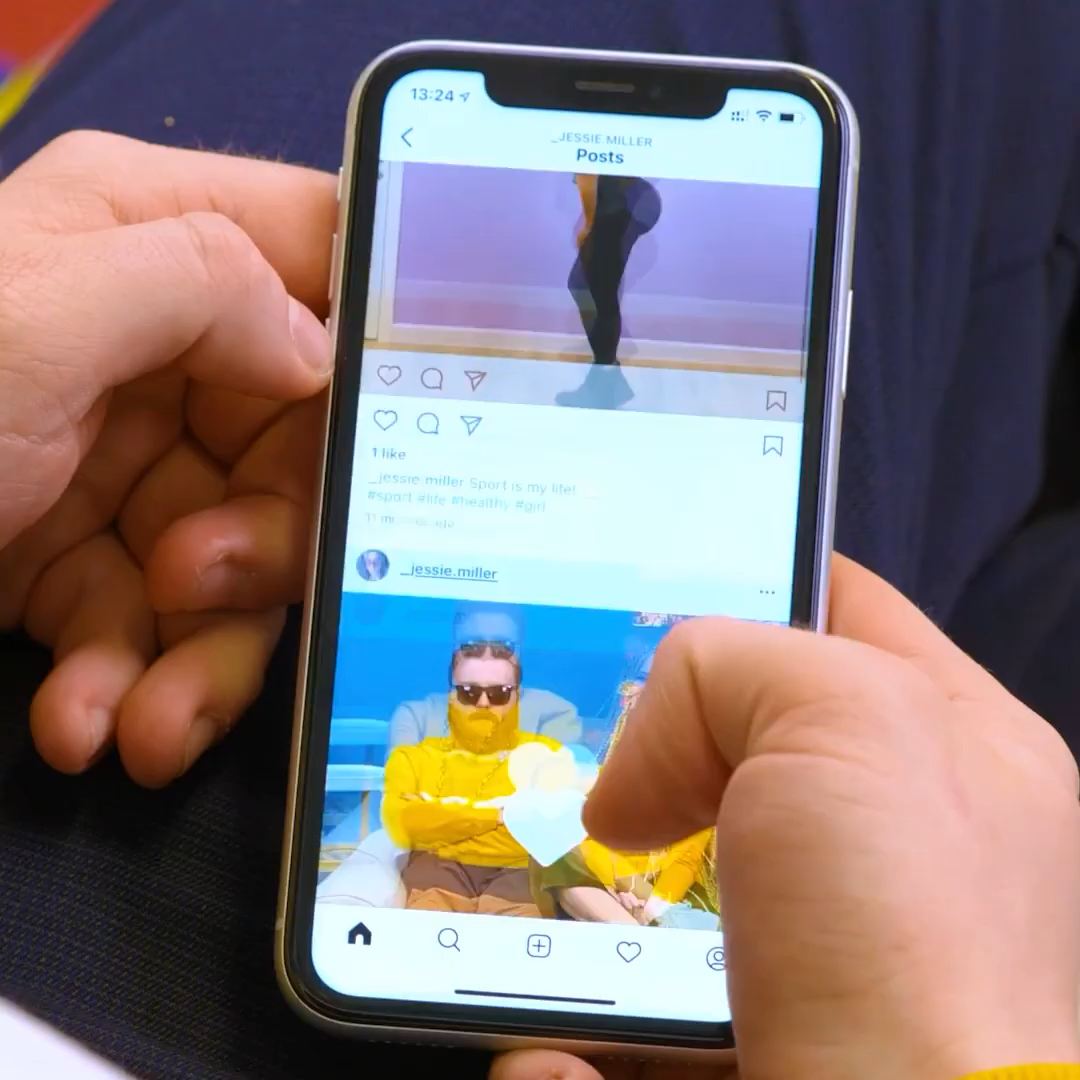 13:24
_JESSIE.MILLER
Posts
1 like
_jessie.miller Sport is my life!
#sport #life #healthy #girl
11
_jessie.miller